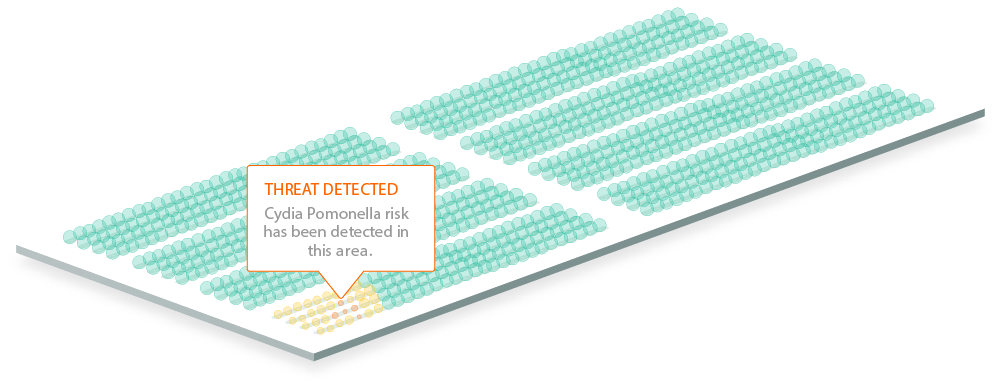 THREAT DETECTED
Cydia Pomonella risk
has been detected in
this area.